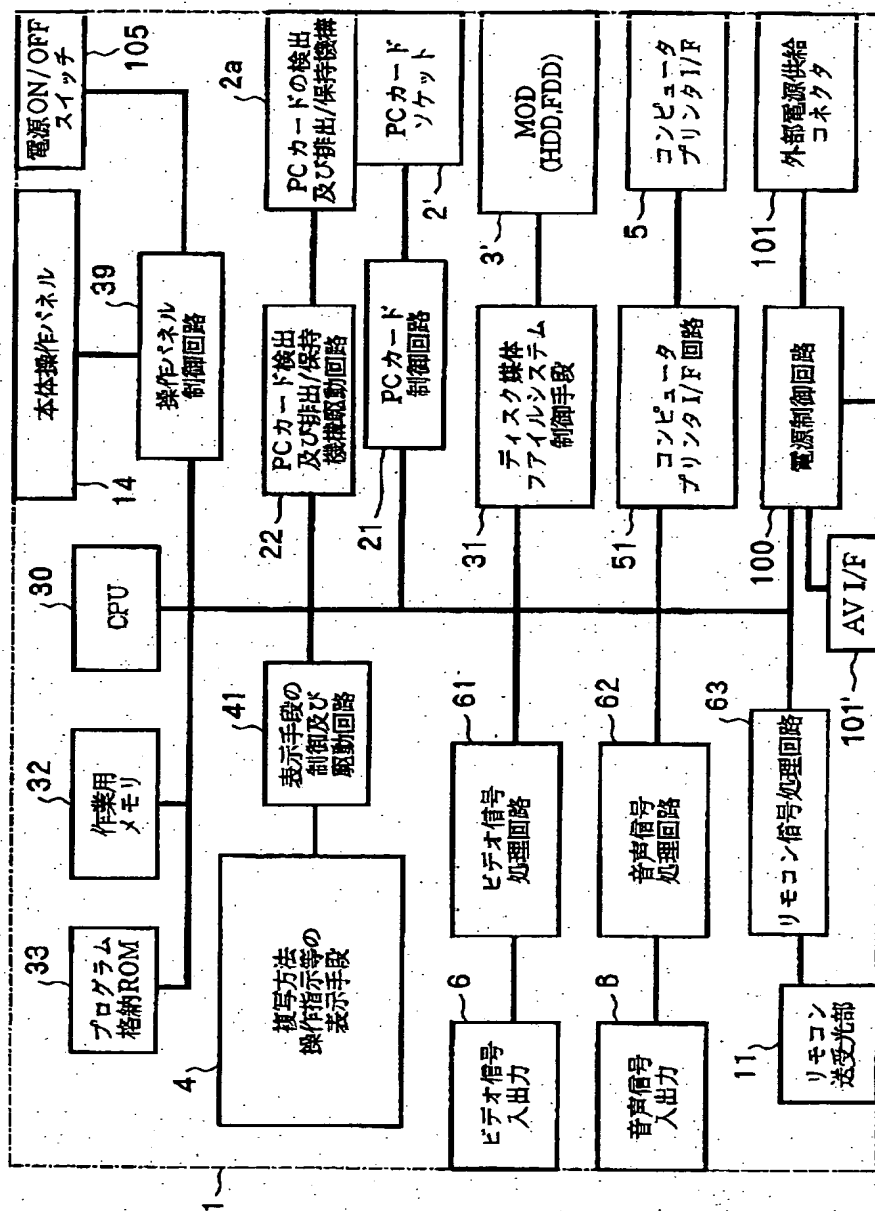 1
33
プログラム
格納ROM
32
作業用
メモリ
30
CPU
14
本体操作パネル
39
操作パネル
制御回路
電源ON/OFF
スイッチ
105
4
複写方法
操作指示等の
表示手段
41
表示手段の
制御及び
駆動回路
22
PCカード検出
及び排出/保持
機構駆動回路
2a
PCカードの検出
及び排出/保持機構
21
PCカード
制御回路
2'
PCカード
ソケット
6
ビデオ信号
入出力
61
ビデオ信号
処理回路
31
ディスク媒体
フアイルシステム
制御手段
3'
MOD
(HDD,FDD)
8
音声信号
入出力
62
音声信号
処理回路
51
コンピュータ
プリンタI/F回路
5
コンピュータ
プリンタI/F
11
リモコン
送受光部
63
リモコン信号処理回路
100
電源制御回路
101
外部電源供給
コネクタ
101'
AV I/F